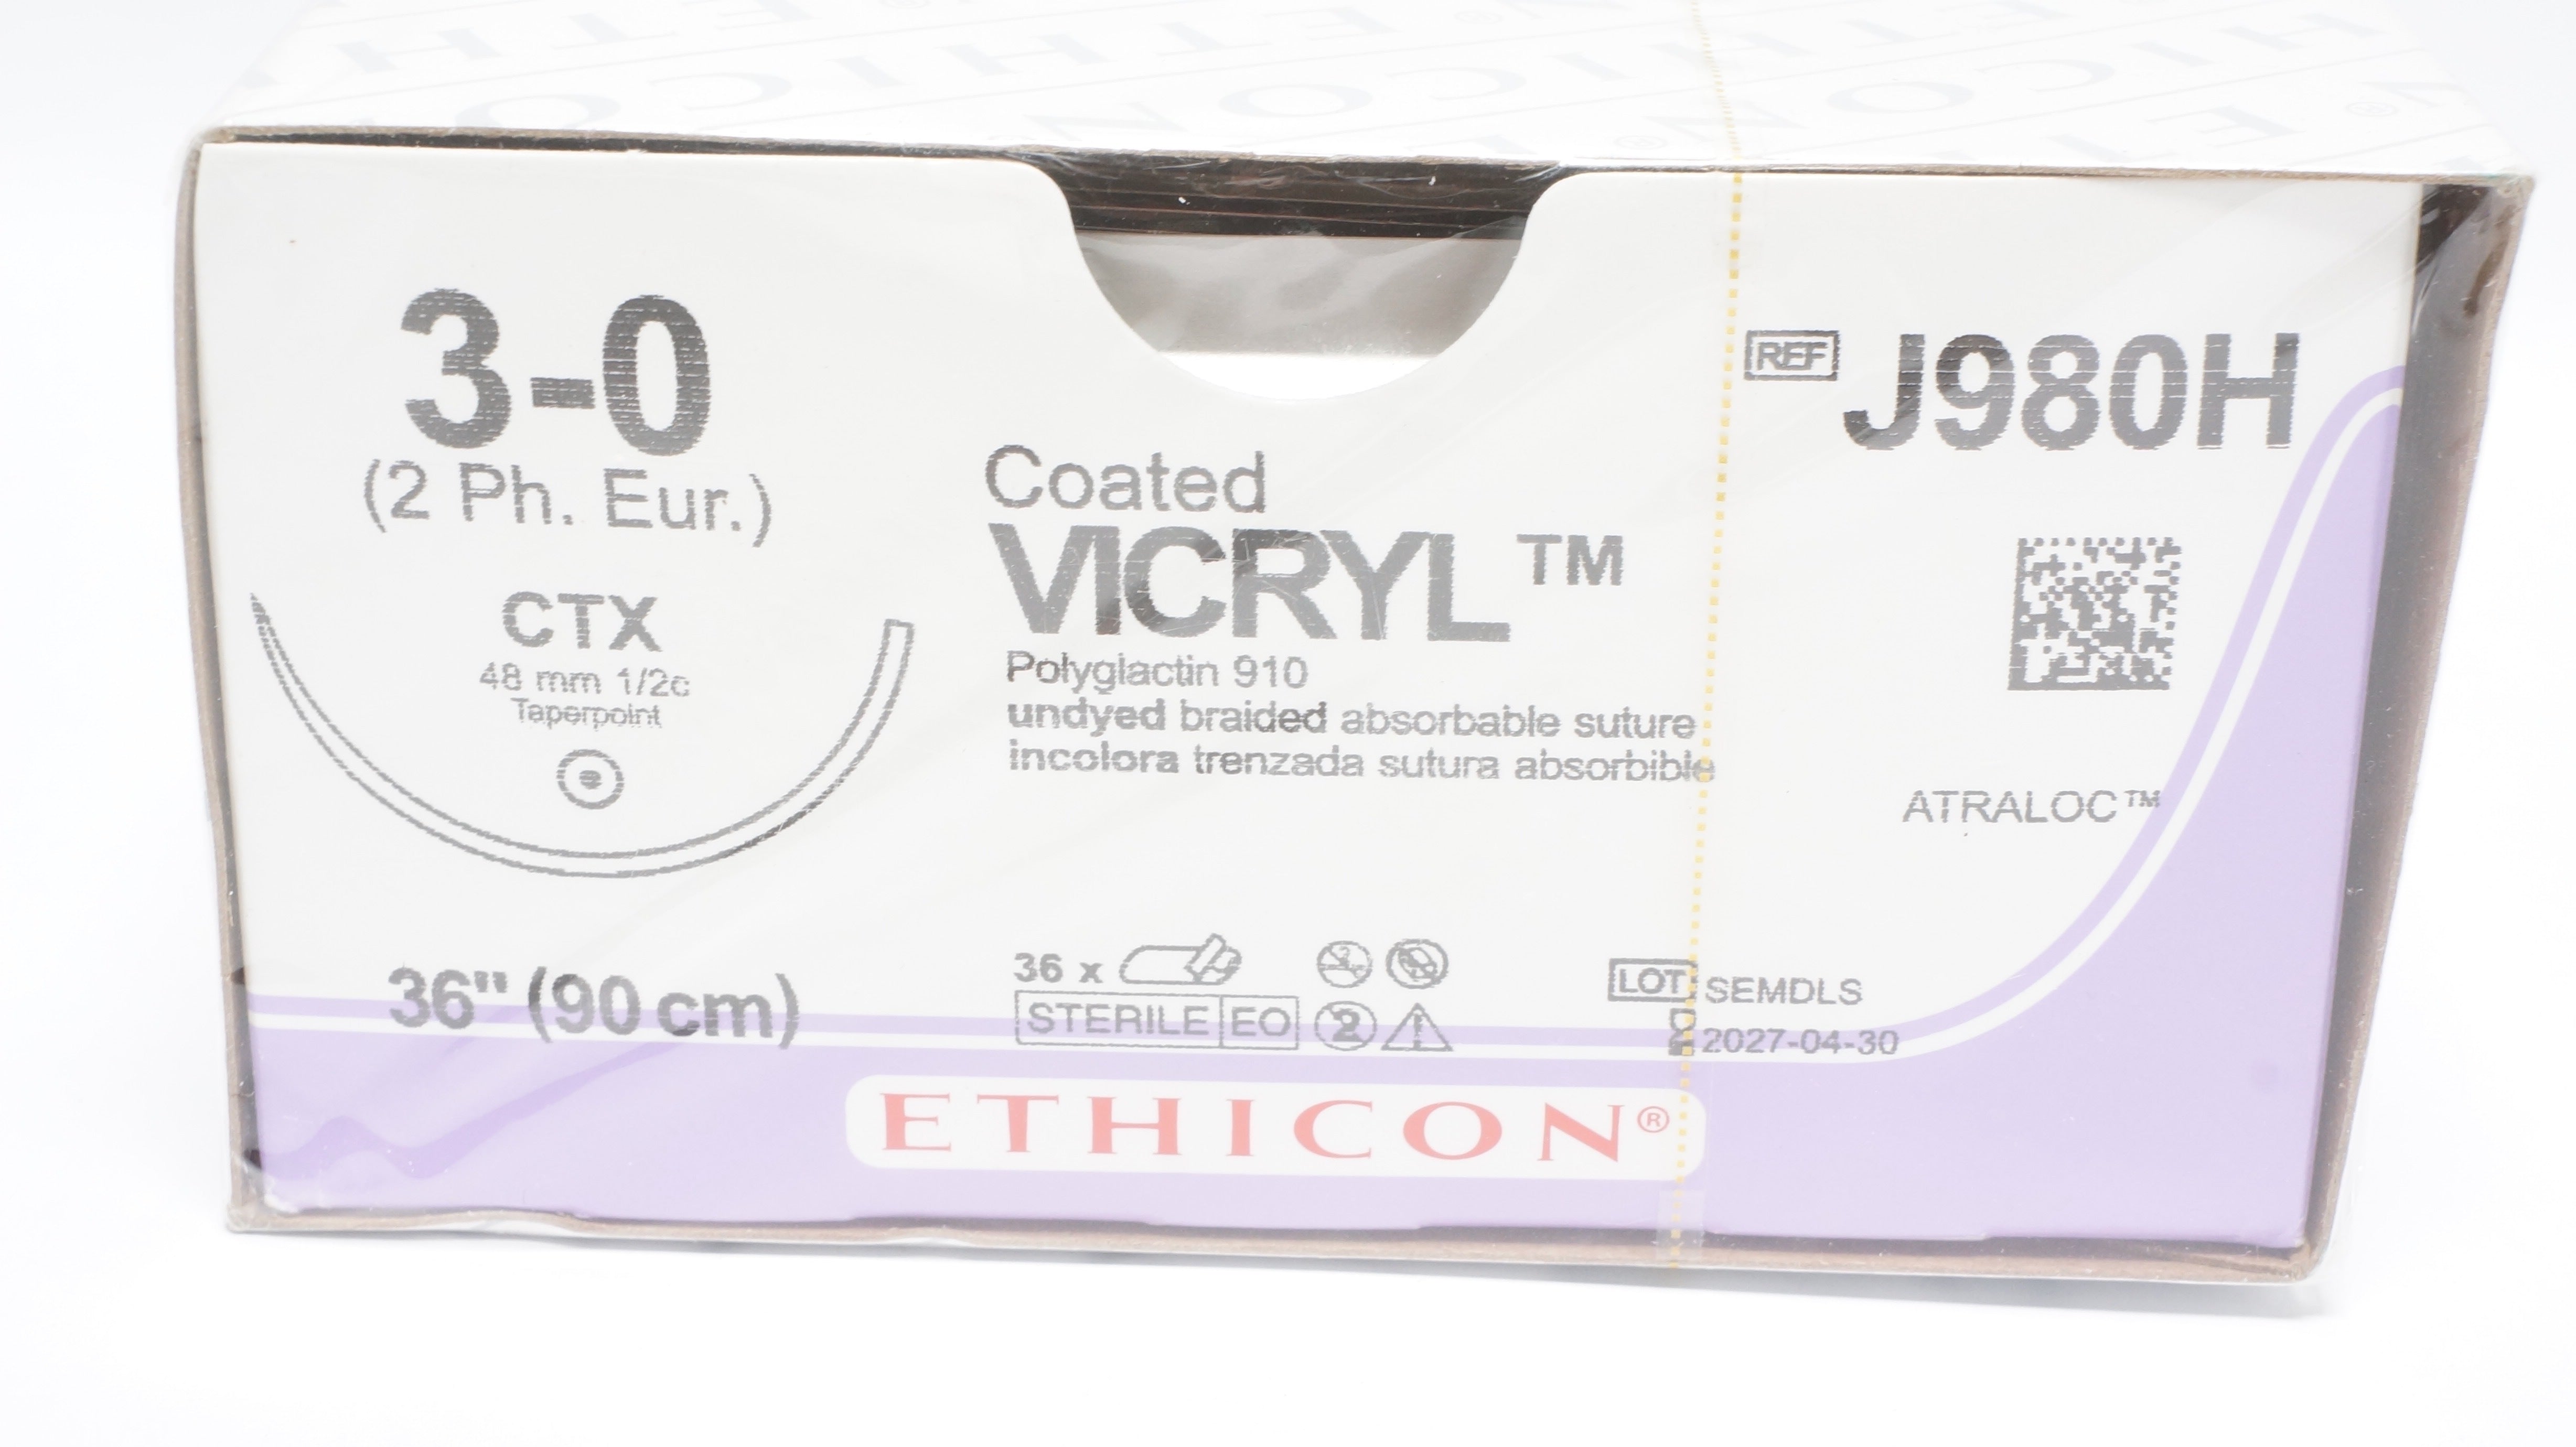 3-0
(2 Ph. Eur.)
CTX
48 mm 1/2c
Taperpoint
36" (90 cm)
Coated
VICRYL™
Polyglactin 910
undyed braided absorbable suture
incolora trenzada sutura absorbible
36 x
STERILE EO
2
REF J980H
ATRALOC™
LOT SEMDLS
2027-04-30
ETHICON®